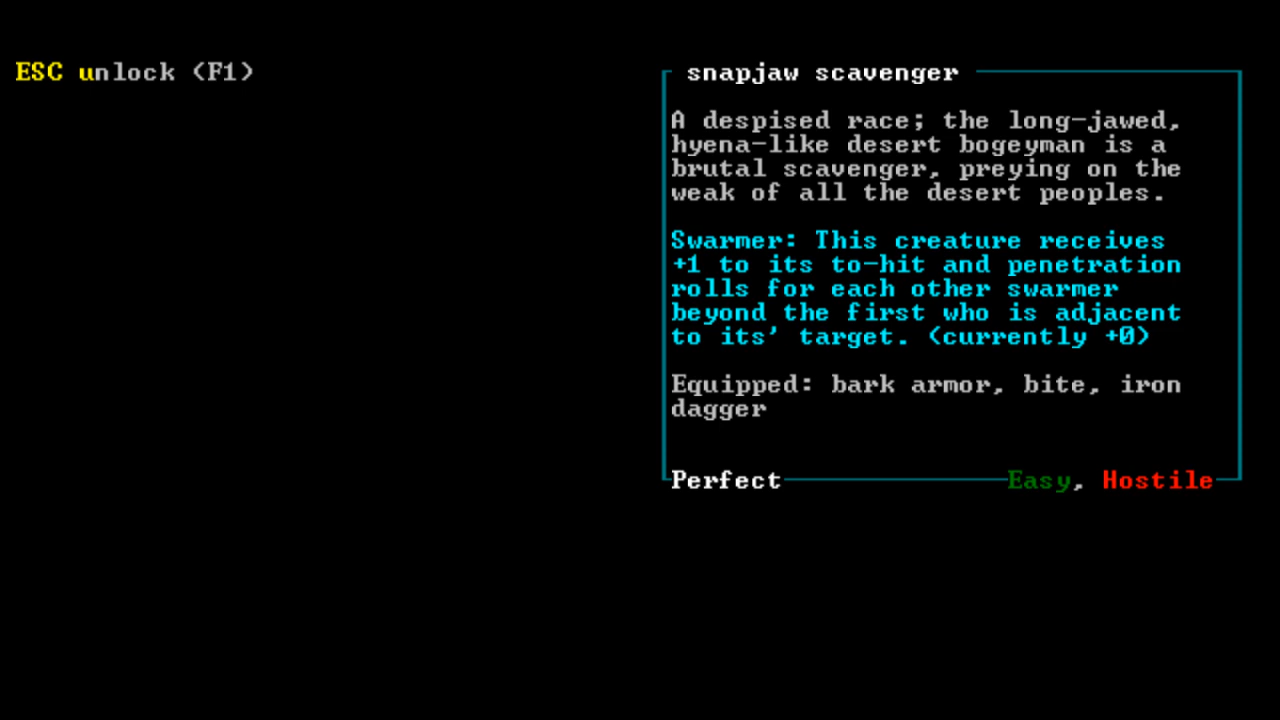 ESC unlock (F1)
snapjaw scavenger
A despised race; the long-jawed,
hyena-like desert bogeyman is a
brutal scavenger, preying on the
weak of all the desert peoples.
Swarmer: This creature receives
+1 to its to-hit and penetration
rolls for each other swarmer
beyond the first who is adjacent
to its' target. (currently +0)
Equipped: bark armor, bite, iron
dagger
Perfect
Easy, Hostile